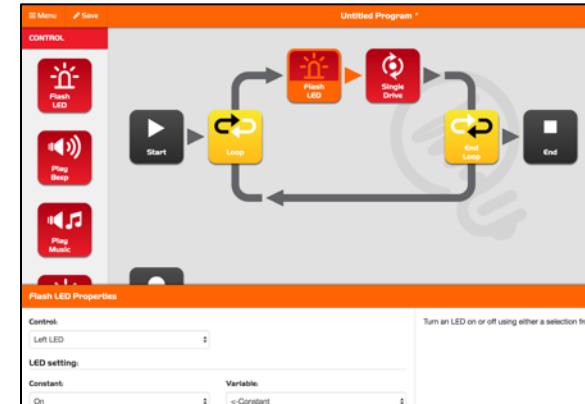 Menu Save Untitled Program *
CONTROL
Flash
LED
Play
Beep
Play
Music
Start
Loop
Flash
LED
Single
Drive
End
Loop
End
Flash LED Properties
Control:
Left LED
Turn an LED on or off using either a selection fr
LED setting:
Constant: Variable:
On <-Constant